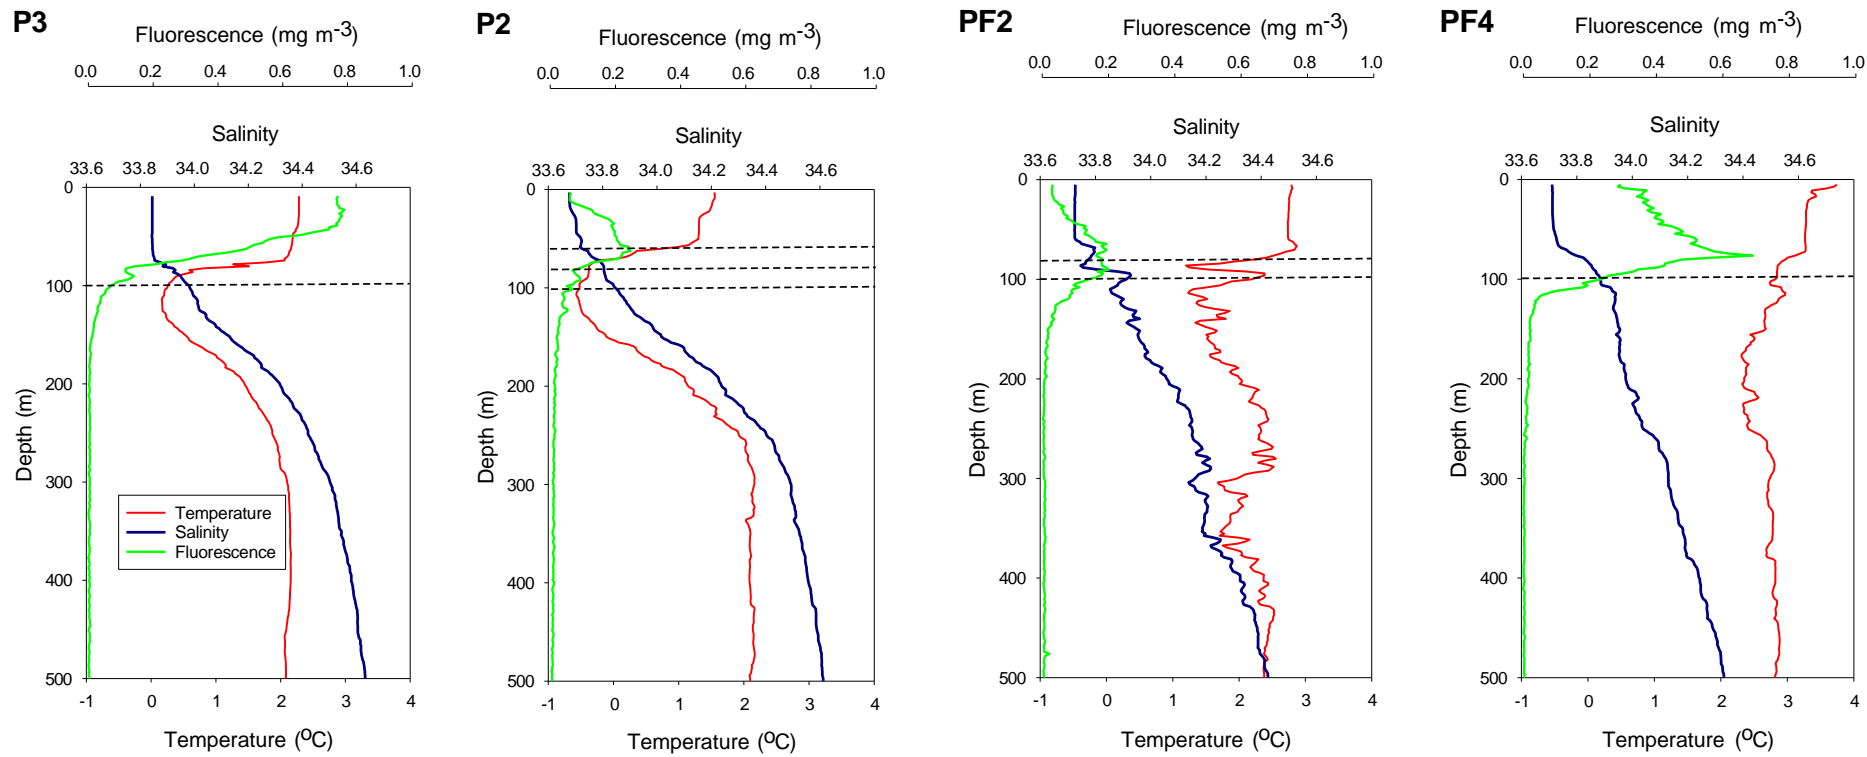 P3
Fluorescence (mg m-3)
0.0 0.2 0.4 0.6 0.8 1.0
Salinity
33.6 33.8 34.0 34.2 34.4 34.6
0
100
200
300
400
500
Depth (m)
Temperature
Salinity
Fluorescence
-1 0 1 2 3 4
Temperature (oC)
P2
Fluorescence (mg m-3)
0.0 0.2 0.4 0.6 0.8 1.0
Salinity
33.6 33.8 34.0 34.2 34.4 34.6
0
100
200
300
400
500
Depth (m)
-1 0 1 2 3 4
Temperature (oC)
PF2
Fluorescence (mg m-3)
0.0 0.2 0.4 0.6 0.8 1.0
Salinity
33.6 33.8 34.0 34.2 34.4 34.6
0
100
200
300
400
500
Depth (m)
-1 0 1 2 3 4
Temperature (oC)
PF4
Fluorescence (mg m-3)
0.0 0.2 0.4 0.6 0.8 1.0
Salinity
33.6 33.8 34.0 34.2 34.4 34.6
0
100
200
300
400
500
Depth (m)
-1 0 1 2 3 4
Temperature (oC)